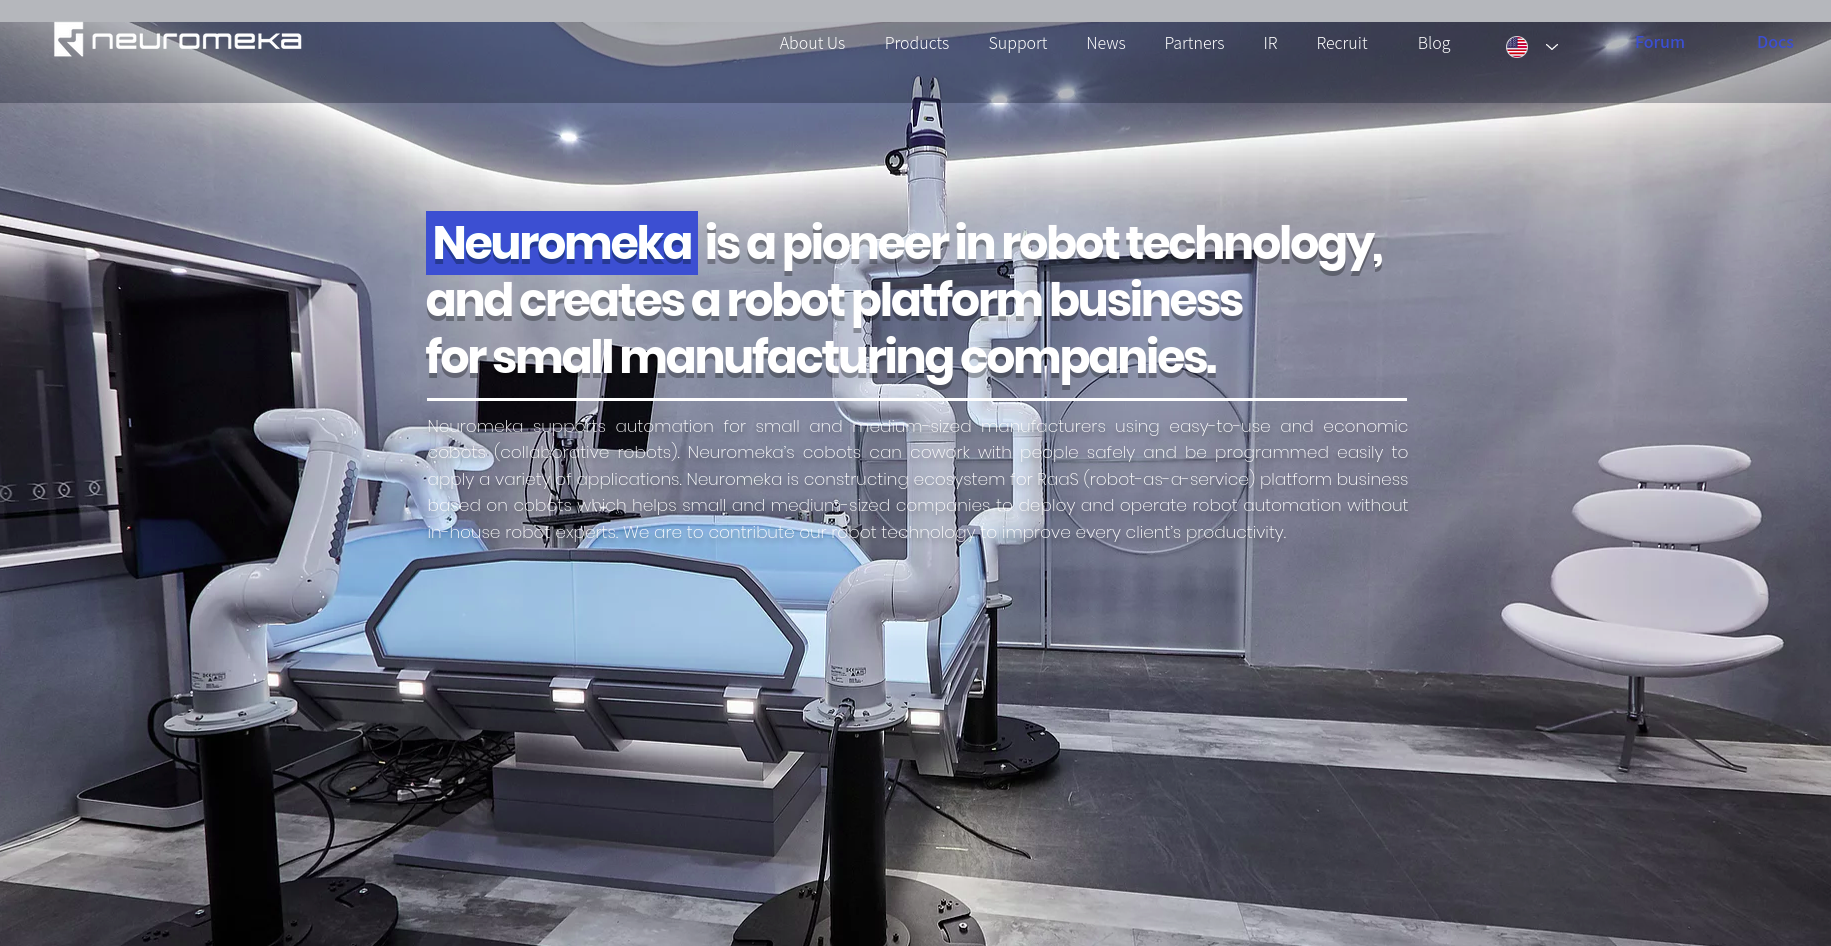 neuromeka
About Us Products Support News Partners IR Recruit Blog Forum Docs
Neuromeka is a pioneer in robot technology,
and creates a robot platform business
for small manufacturing companies.
Neuromeka supports automation for small and medium-sized manufacturers using easy-to-use and economic
cobots (collaborative robots). Neuromeka's cobots can cowork with people safely and be programmed easily to
apply a variety of applications. Neuromeka is constructing ecosystem for RaaS (robot-as-a-service) platform business
based on cobots which helps small and medium-sized companies to deploy and operate robot automation without
in-house robot experts. We are to contribute our robot technology to improve every client's productivity.